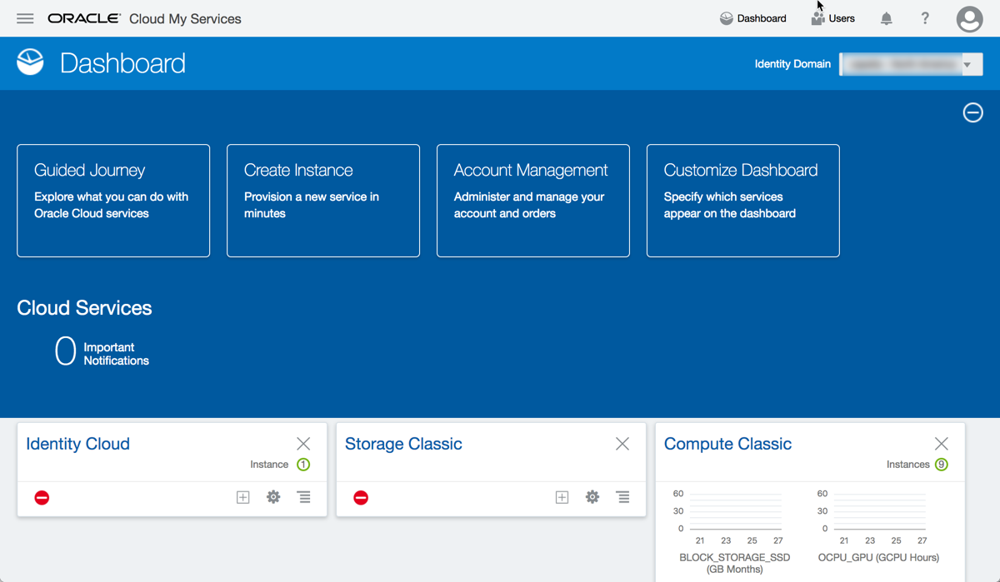 ORACLE Cloud My Services
Dashboard
Users
?
Dashboard
Identity Domain
Guided Journey
Explore what you can do with
Oracle Cloud services
Create Instance
Provision a new service in
minutes
Account Management
Administer and manage your
account and orders
Customize Dashboard
Specify which services
appear on the dashboard
Cloud Services
0
Important
Notifications
Identity Cloud
Instance 1
Storage Classic
Compute Classic
Instances 9
60
30
0
21 23 25 27
BLOCK_STORAGE_SSD
(GB Months)
60
30
0
21 23 25 27
OCPU_GPU (GCPU Hours)